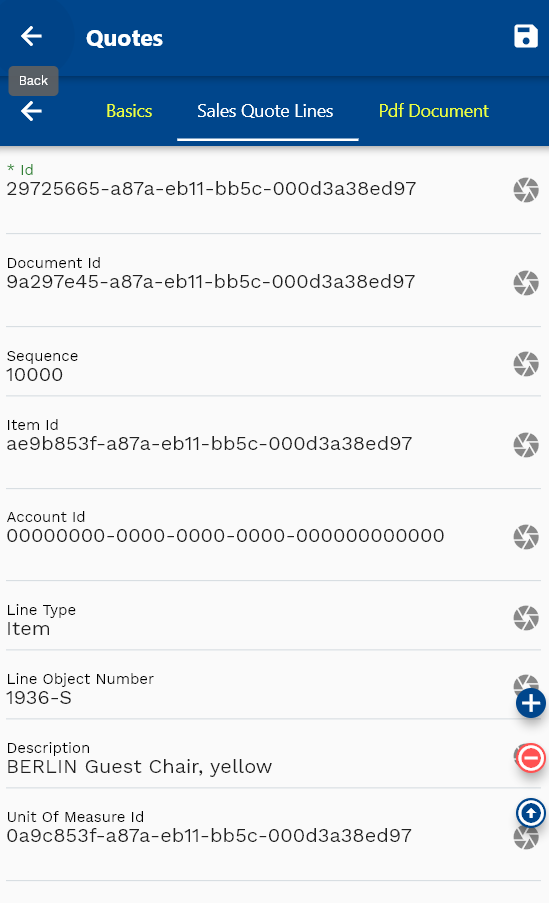 Quotes
Back
Basics
Sales Quote Lines
Pdf Document
* Id
29725665-a87a-eb11-bb5c-000d3a38ed97
Document Id
9a297e45-a87a-eb11-bb5c-000d3a38ed97
Sequence
10000
Item Id
ae9b853f-a87a-eb11-bb5c-000d3a38ed97
Account Id
00000000-0000-0000-0000-000000000000
Line Type
Item
Line Object Number
1936-S
Description
BERLIN Guest Chair, yellow
Unit Of Measure Id
0a9c853f-a87a-eb11-bb5c-000d3a38ed97